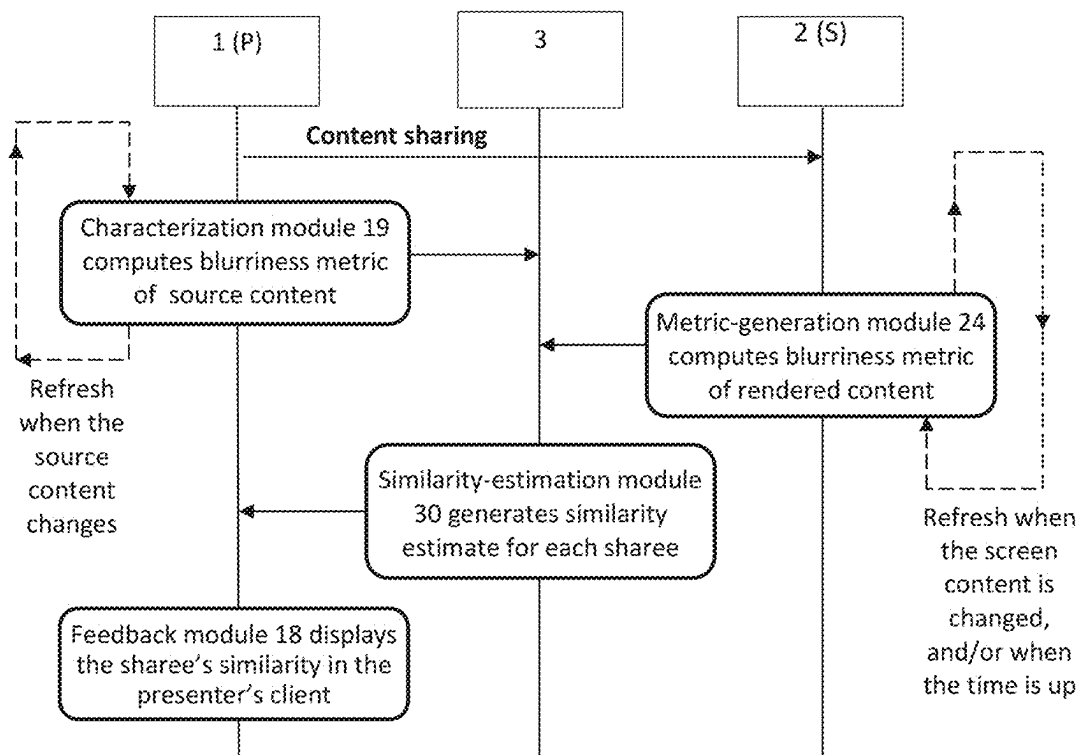 1 (P)
3
2 (S)
Content sharing
Characterization module 19
computes blurriness metric
of source content
Metric-generation module 24
computes blurriness metric
of rendered content
Refresh
when the
source
content
changes
Similarity-estimation module
30 generates similarity
estimate for each sharee
Refresh when
the screen
content is
changed,
and/or when
the time is up
Feedback module 18 displays
the sharee's similarity in the
presenter's client